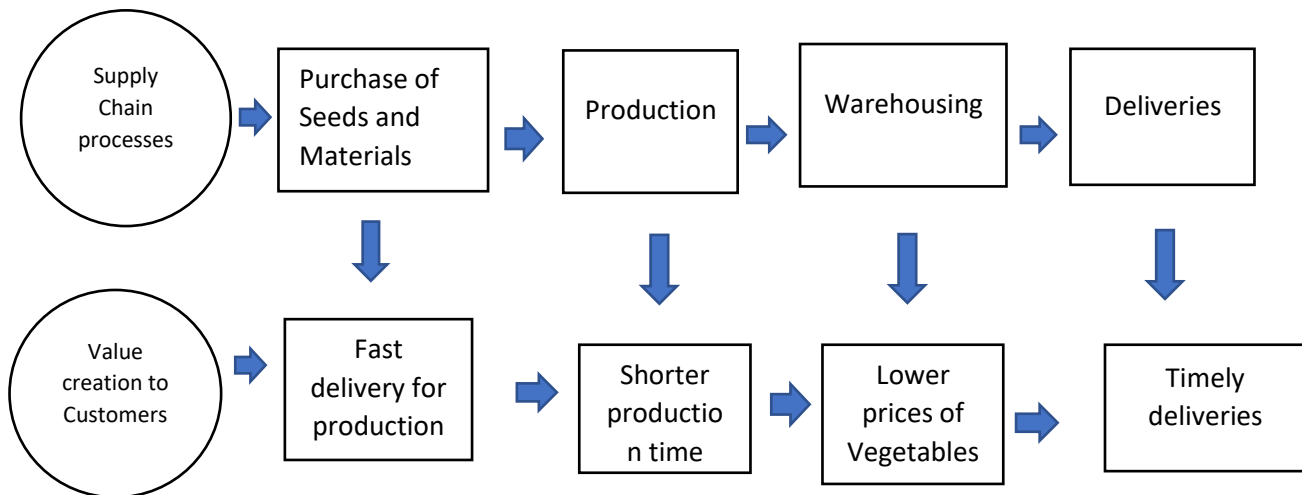 Supply
Chain
processes
Purchase of
Seeds and
Materials
Production
Warehousing
Deliveries
Value
creation to
Customers
Fast
delivery for
production
Shorter
productio
n time
Lower
prices of
Vegetables
Timely
deliveries